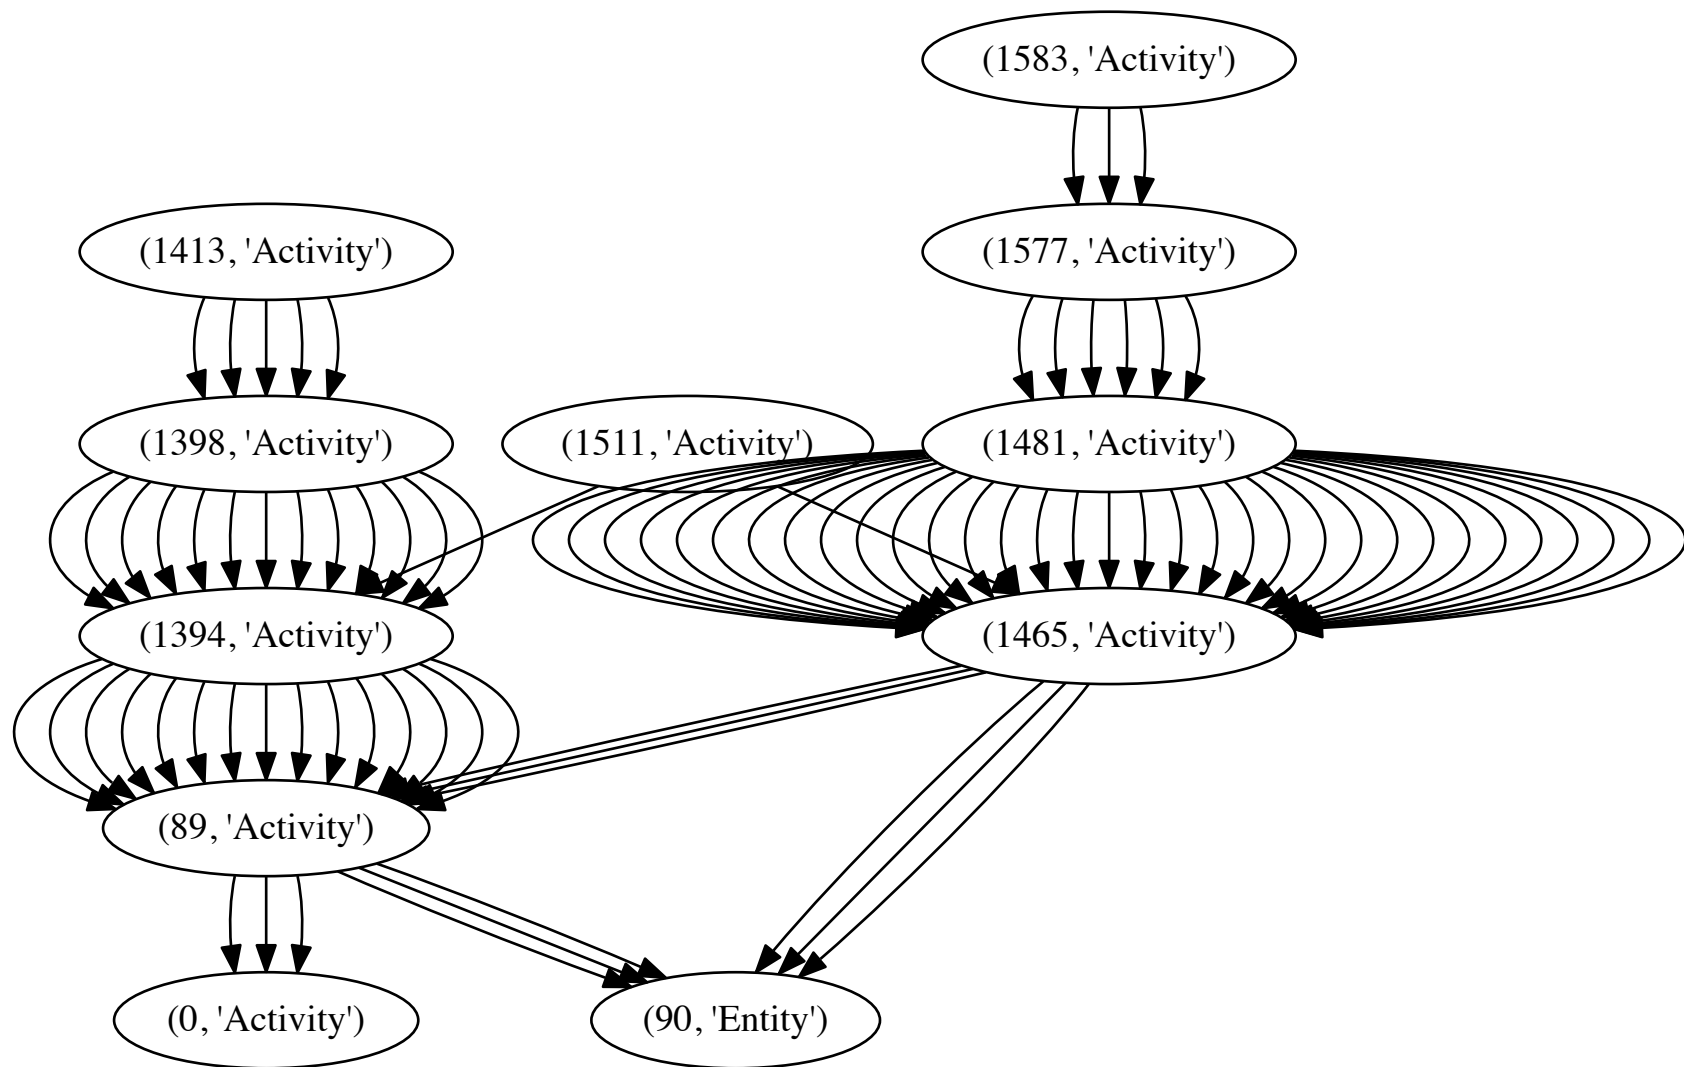 (1583, 'Activity')
(1413, 'Activity')
(1577, 'Activity')
(1398, 'Activity')
(1511, 'Activity')
(1481, 'Activity')
(1394, 'Activity')
(1465, 'Activity')
(89, 'Activity')
(0, 'Activity')
(90, 'Entity')